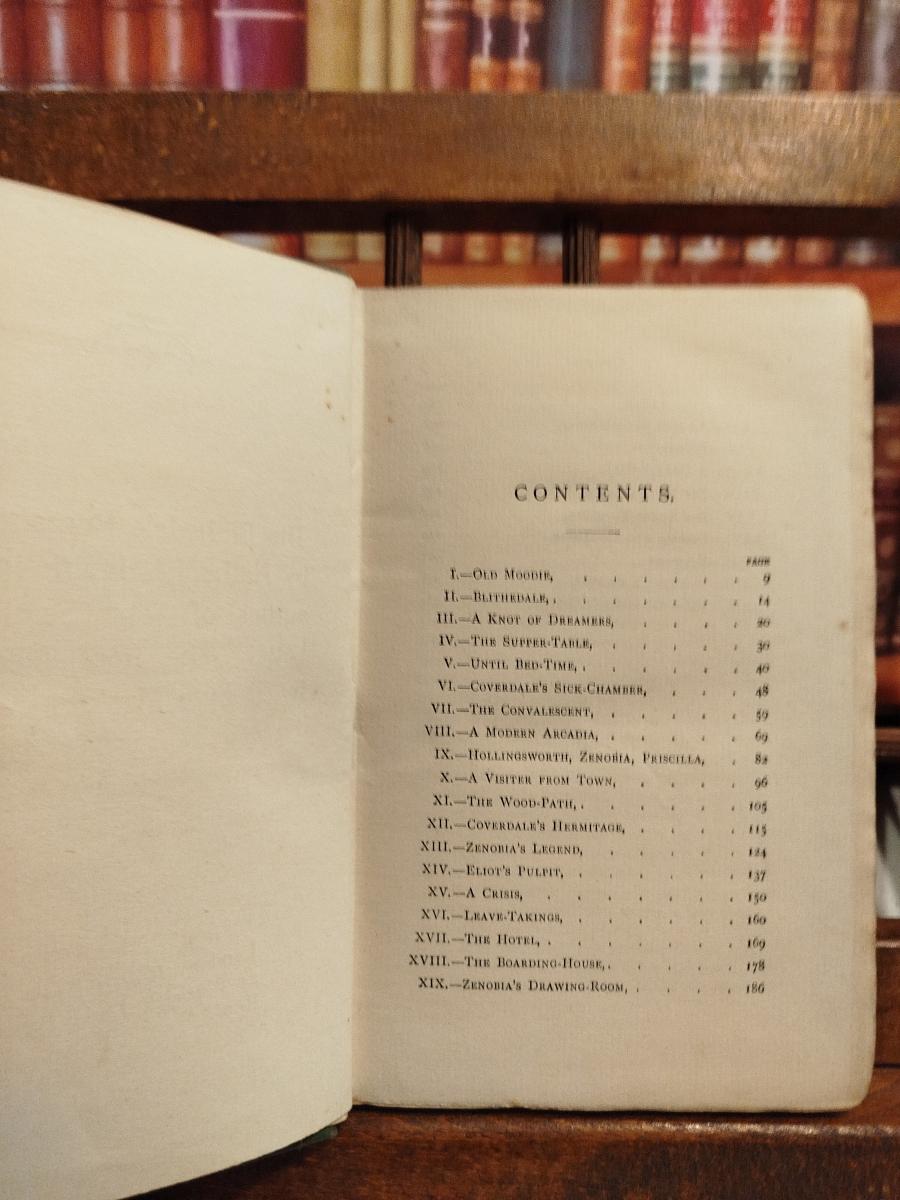 CONTENTS.
PAGE
I.—OLD MOODIE, . . . . . . 9
II.—BLITHEDALE, . . . . . . . 14
III.—A KNOT OF DREAMERS, . . . . 20
IV.—THE SUPPER-TABLE, . . . . . 30
V.—UNTIL BED-TIME, . . . . . . 40
VI.—COVERDALE'S SICK-CHAMBER, . . . 48
VII.—THE CONVALESCENT, . . . . . 59
VIII.—A MODERN ARCADIA, . . . . . 69
IX.—HOLLINGSWORTH, ZENOBIA, PRISCILLA, . 82
X.—A VISITER FROM TOWN, . . . . 96
XI.—THE WOOD-PATH, . . . . . . 105
XII.—COVERDALE'S HERMITAGE, . . . . 115
XIII.—ZENOBIA'S LEGEND, . . . . . 124
XIV.—ELIOT'S PULPIT, . . . . . . 137
XV.—A CRISIS, . . . . . . . 150
XVI.—LEAVE-TAKINGS, . . . . . . 160
XVII.—THE HOTEL, . . . . . . . 169
XVIII.—THE BOARDING-HOUSE, . . . . . 178
XIX.—ZENOBIA'S DRAWING-ROOM, . . . . 186